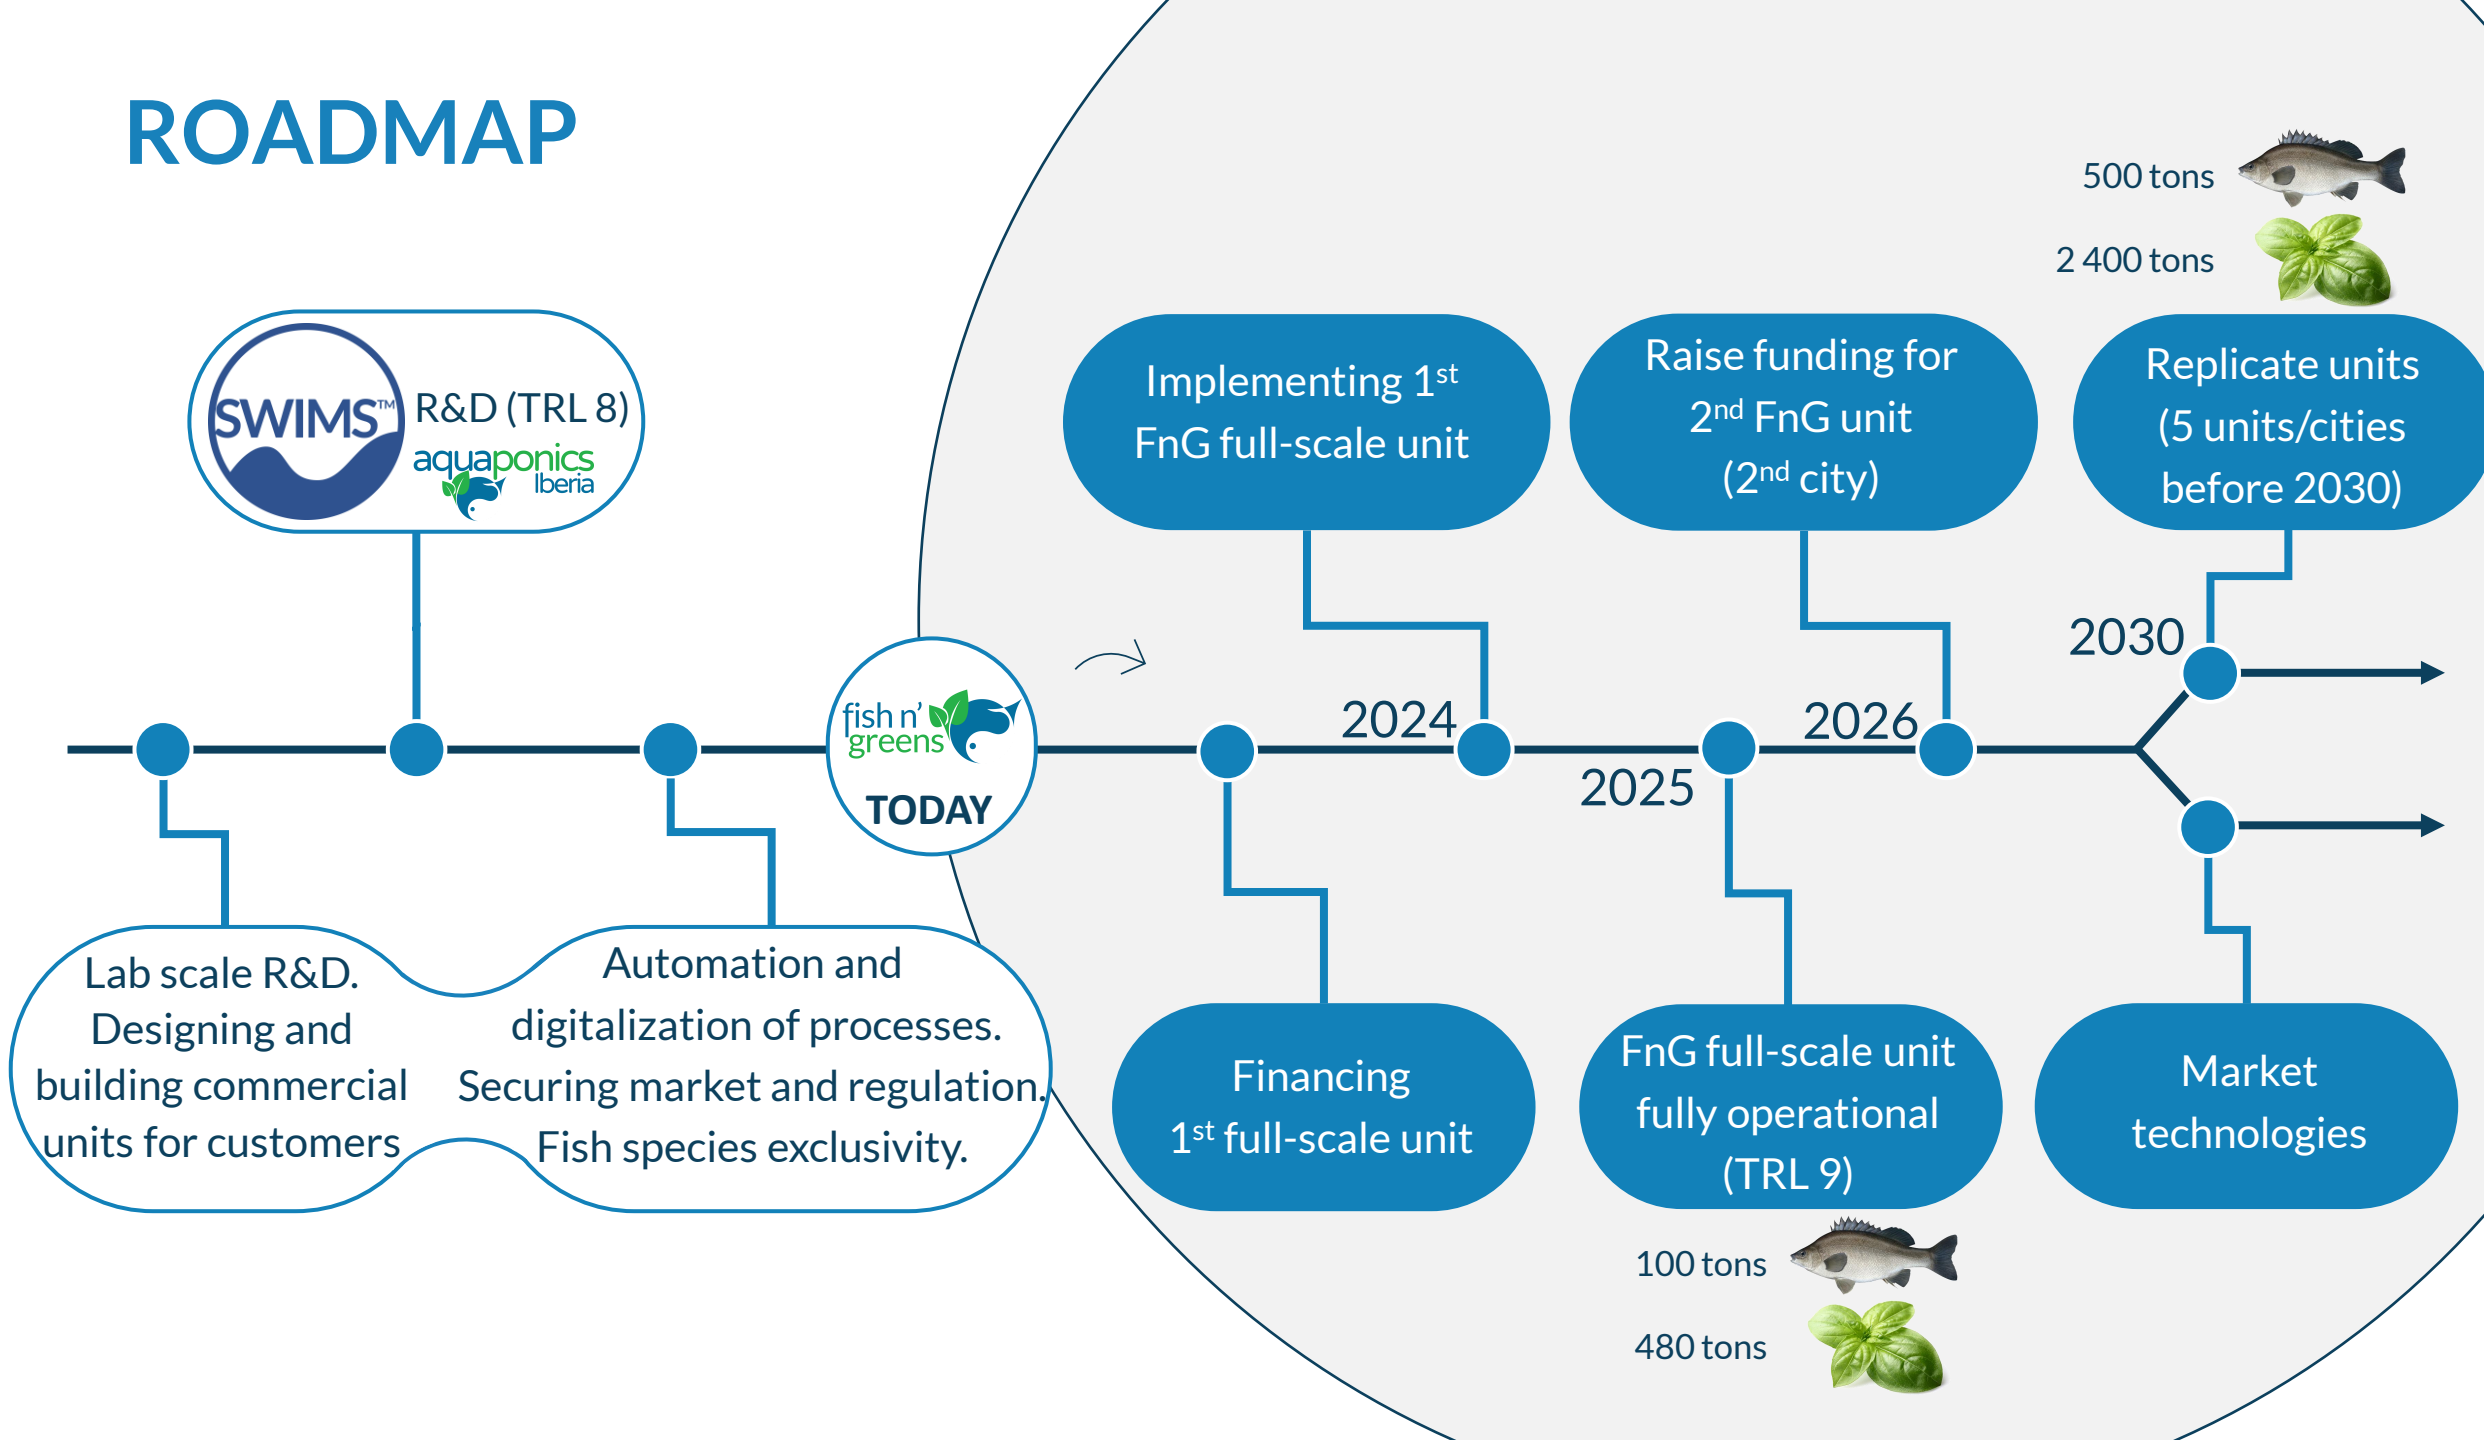 ROADMAP
SWIMS™
R&D (TRL 8)
aquaponics
Iberia
Lab scale R&D.
Designing and
building commercial
units for customers
Automation and
digitalization of processes.
Securing market and regulation.
Fish species exclusivity.
fish n'
greens
TODAY
Financing
1st full-scale unit
Implementing 1st
FnG full-scale unit
2024
2025
FnG full-scale unit
fully operational
(TRL 9)
100 tons
480 tons
Raise funding for
2nd FnG unit
(2nd city)
2026
500 tons
2 400 tons
Replicate units
(5 units/cities
before 2030)
2030
Market
technologies